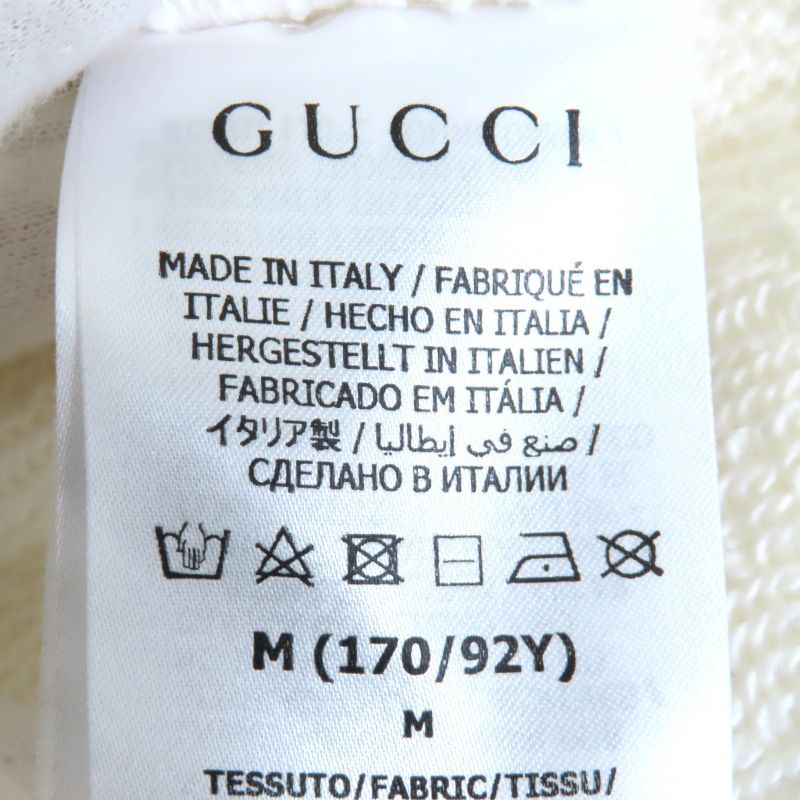 GUCCI
MADE IN ITALY / FABRIQUÉ EN
ITALIE / HECHO EN ITALIA /
HERGESTELLT IN ITALIEN /
FABRICADO EM ITÁLIA /
イタリア製 / صنع في إيطاليا /
СДЕЛАНО В ИТАЛИИ
M (170/92Y)
M
TESSUTO/FABRIC/TISSU/